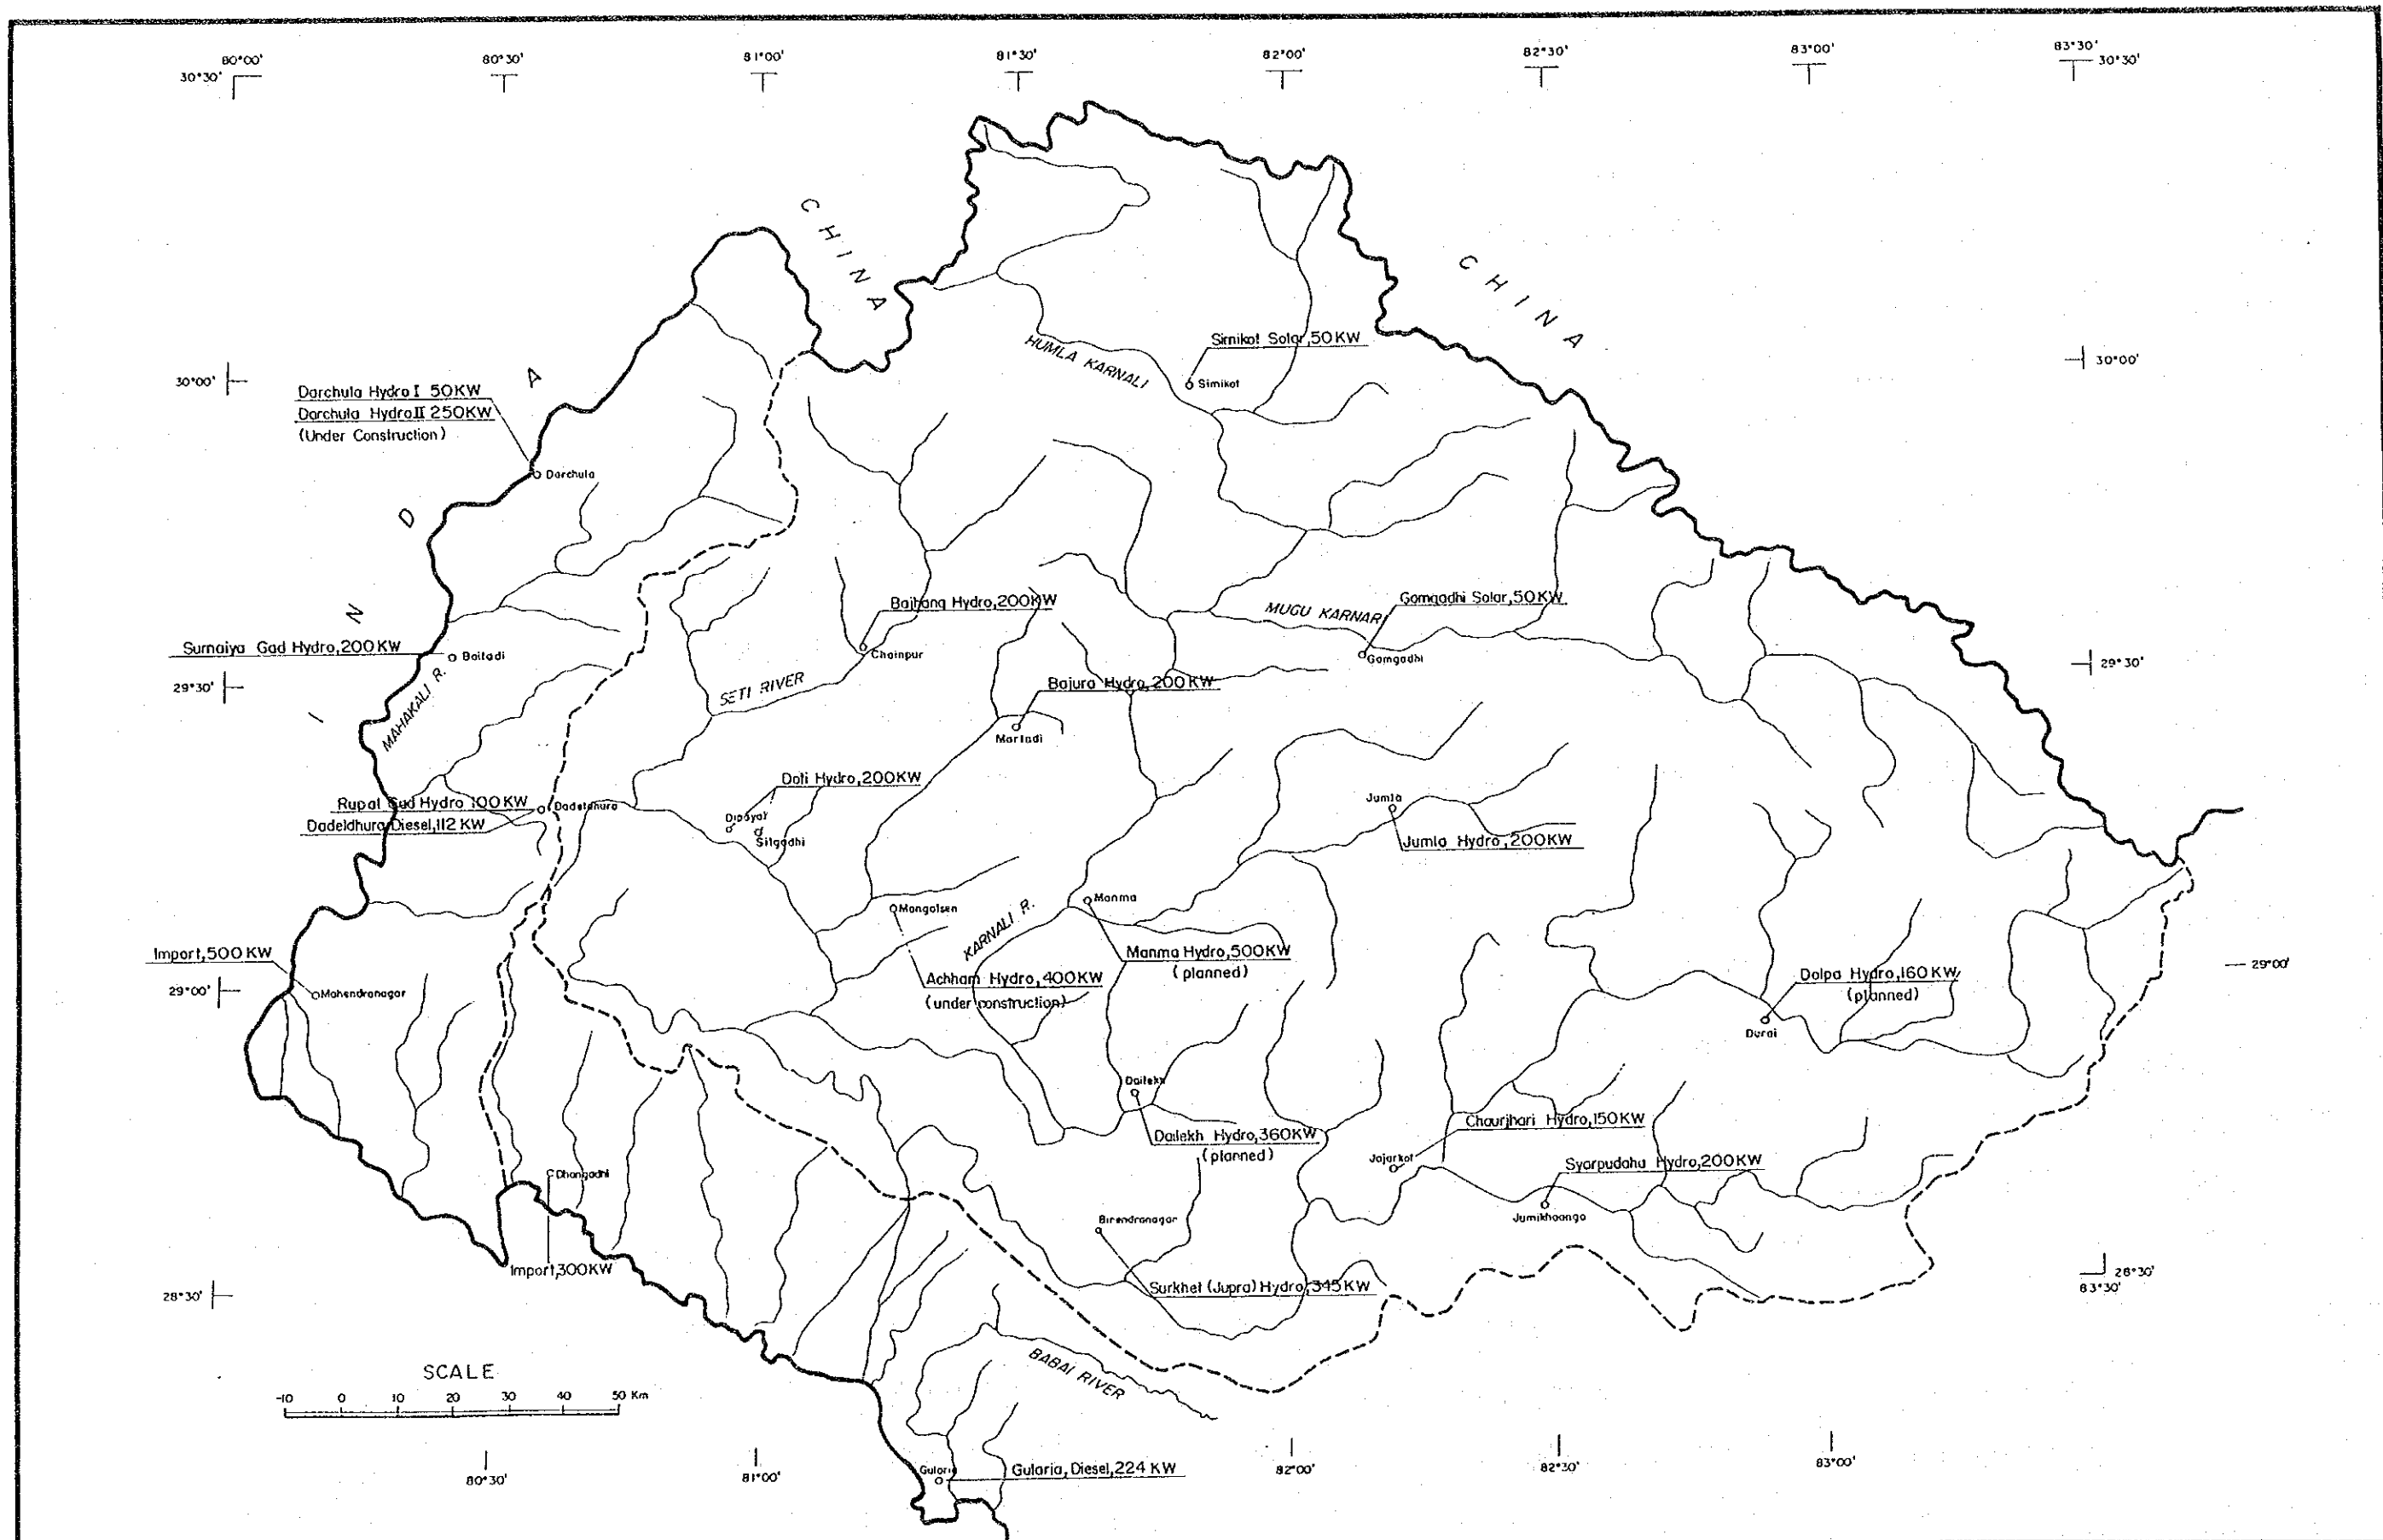 80°00'
80°30'
81°00'
81°30'
82°00'
82°30'
83°00'
83°30'
30°30'
30°30'
CHINA
CHINA
INDIA
HUMLA KARNALI
Simikot Solar,50KW
Simikot
30°00'
30°00'
Darchula Hydro I 50KW
Darchula Hydro II 250KW
(Under Construction)
Darchula
Bajhang Hydro,200KW
Chainpur
MUGU KARNARI
Gomgadhi Solar,50KW
Gamgadhi
Surnaiya Gad Hydro,200KW
Baitadi
29°30'
29°30'
MAHAKALI R.
SETI RIVER
Bajura Hydro,200KW
Martadi
Doti Hydro,200KW
Dipayal
Silgadhi
Rupal Gad Hydro 100KW
Dadeldhura Diesel,112KW
Dadeldhura
Jumla
Jumla Hydro,200KW
Mangalsen
Achham Hydro,400KW
(under construction)
KARNALI R.
Manma
Manma Hydro,500KW
(planned)
Import,500KW
Mahendranagar
29°00'
29°00'
Dolpa Hydro,160KW
(planned)
Dunai
Dailekh
Dailekh Hydro,360KW
(planned)
Chaurjhari Hydro,150KW
Jajarkot
Syarpudahu Hydro,200KW
Jumikhaanga
Dhangadhi
Import,300KW
Birendranagar
Surkhet (Jupra) Hydro,345KW
28°30'
28°30'
83°30'
BABAI RIVER
SCALE
-10 0 10 20 30 40 50 Km
Gularia
Gularia, Diesel,224 KW
80°30'
81°00'
82°00'
82°30'
83°00'